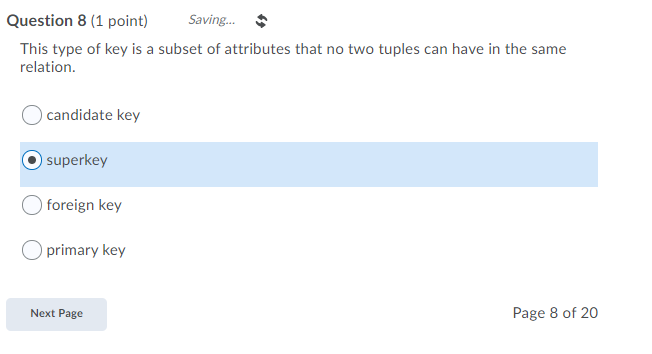 Question 8 (1 point) Saving...
This type of key is a subset of attributes that no two tuples can have in the same
relation.
candidate key
superkey
foreign key
primary key
Next Page Page 8 of 20